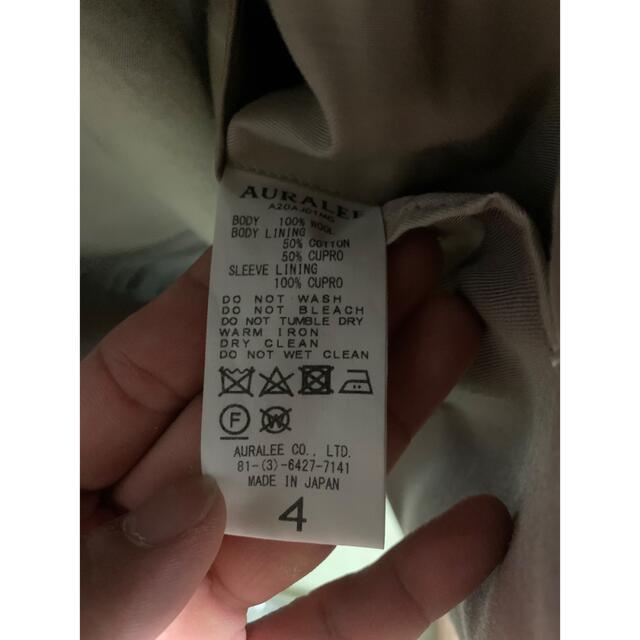 AURALEE
A20AJ01MG
BODY 100% WOOL
BODY LINING
50% COTTON
50% CUPRO
SLEEVE LINING
100% CUPRO
DO NOT WASH
DO NOT BLEACH
DO NOT TUMBLE DRY
WARM IRON
DRY CLEAN
DO NOT WET CLEAN
F W
AURALEE CO., LTD.
81-(3)-6427-7141
MADE IN JAPAN
4